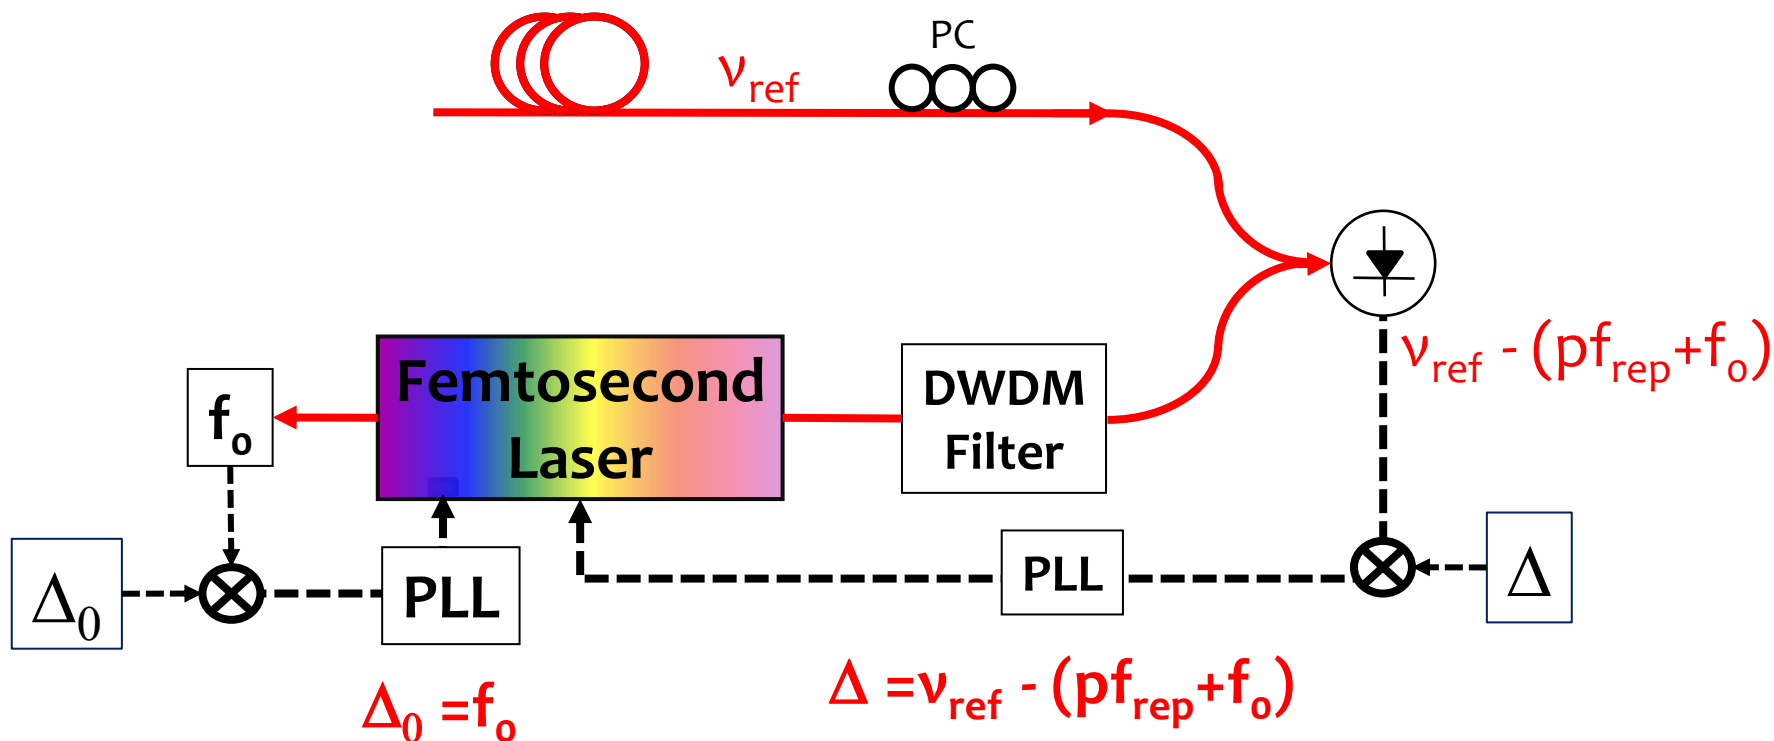 PC
νref
νref - (pfrep+fo)
Femtosecond
Laser
DWDM
Filter
fo
Δ0
PLL
PLL
Δ
Δ0 =fo
Δ =νref - (pfrep+fo)